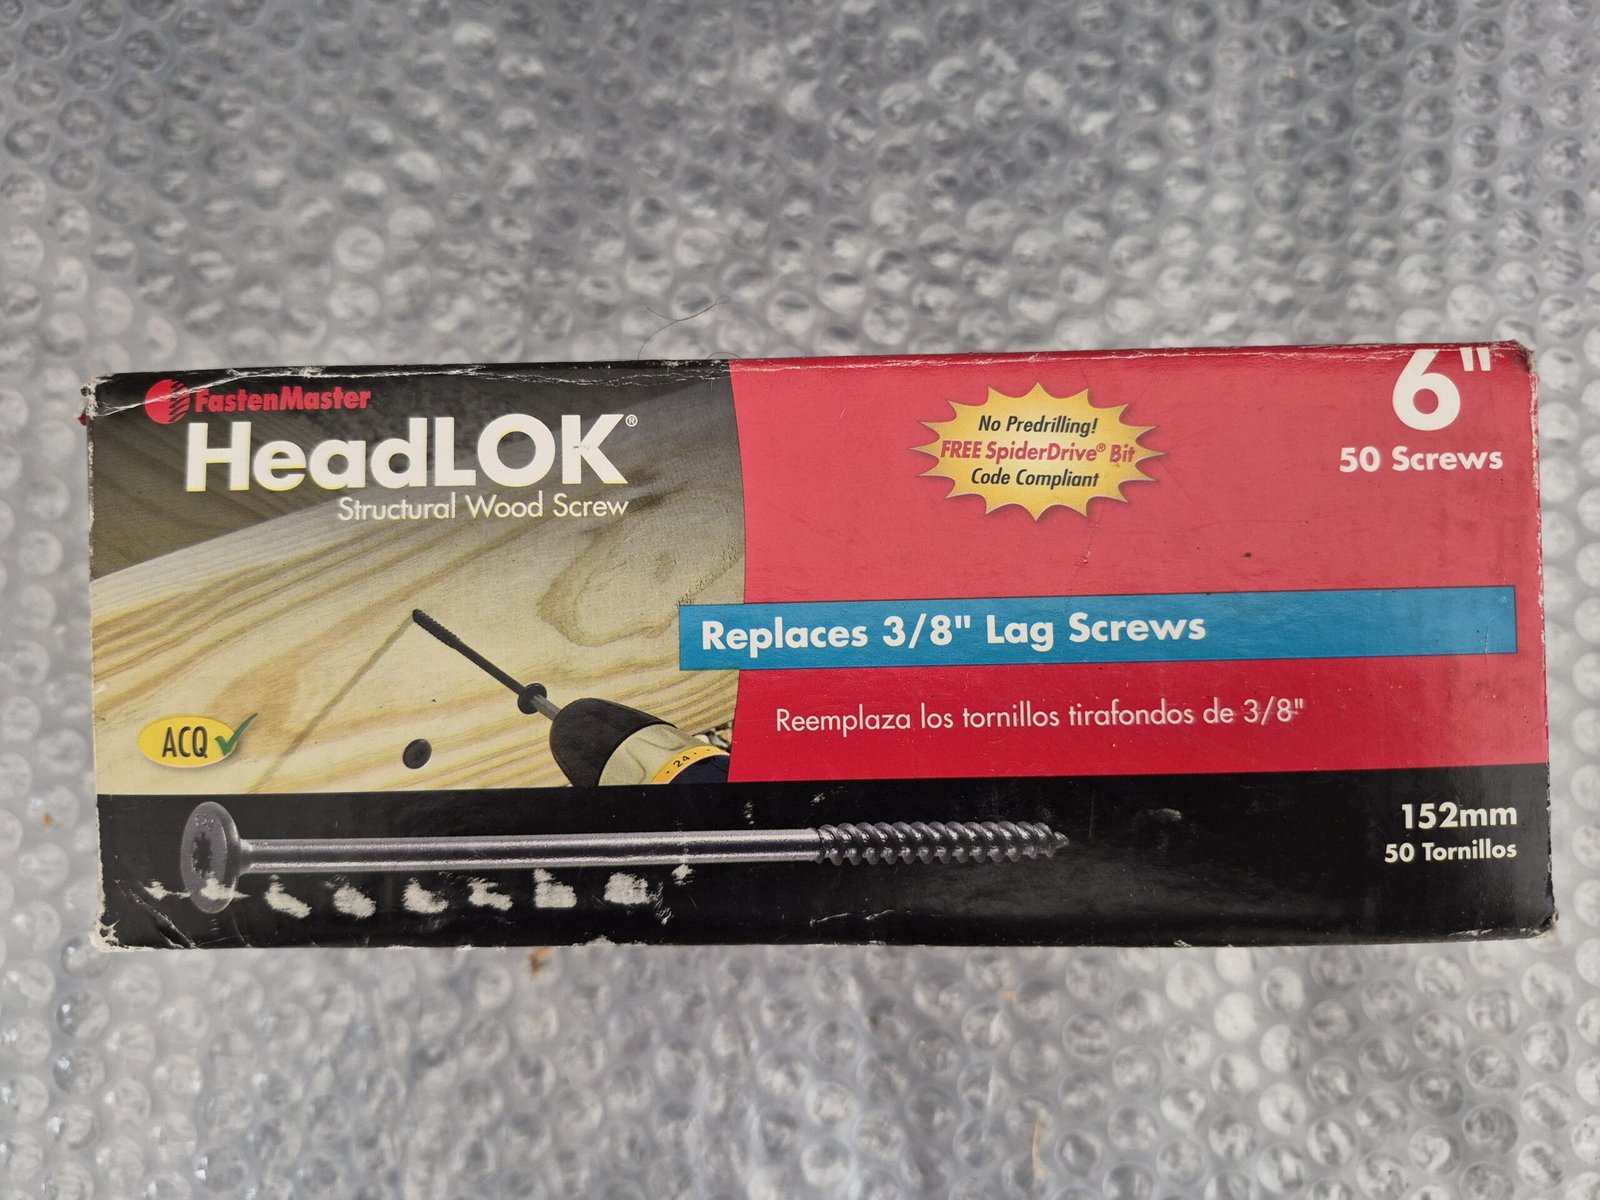 FastenMaster
HeadLOK®
Structural Wood Screw
No Predrilling!
FREE SpiderDrive® Bit
Code Compliant
6"
50 Screws
Replaces 3/8" Lag Screws
Reemplaza los tornillos tirafondos de 3/8"
ACQ
24
152mm
50 Tornillos